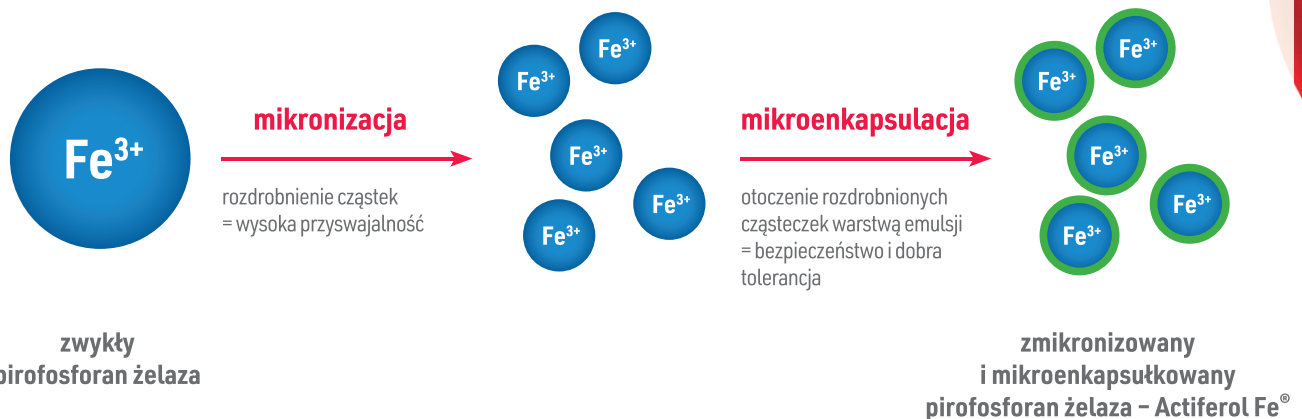 Fe³⁺
mikronizacja
rozdrobnienie cząstek
= wysoka przyswajalność
Fe³⁺
Fe³⁺
Fe³⁺
Fe³⁺
Fe³⁺
mikroenkapsulacja
otoczenie rozdrobnionych
cząsteczek warstwą emulsji
= bezpieczeństwo i dobra
tolerancja
Fe³⁺
Fe³⁺
Fe³⁺
Fe³⁺
Fe³⁺
zwykły
pirofosforan żelaza
zmikronizowany
i mikroenkapsułkowany
pirofosforan żelaza – Actiferol Fe®